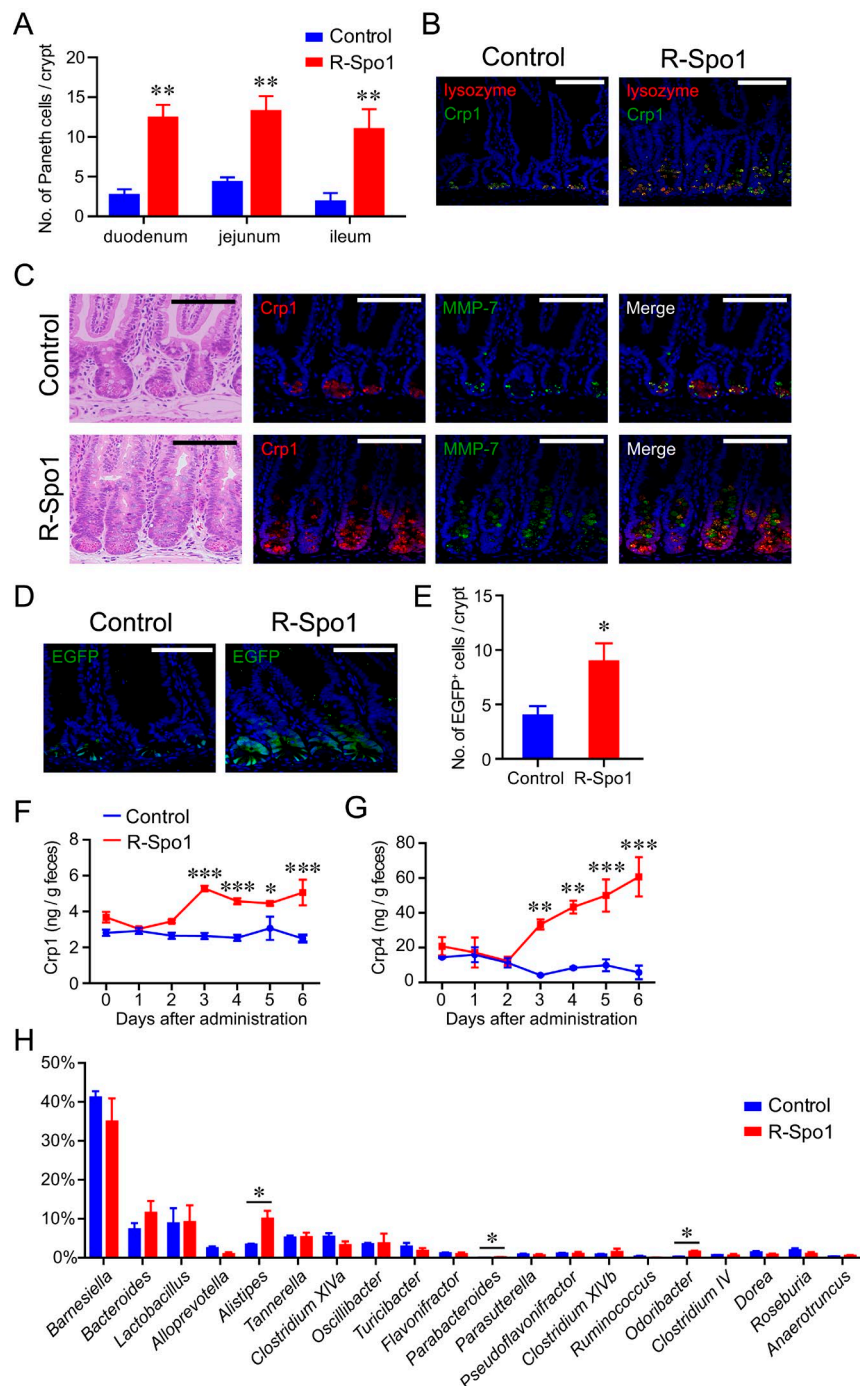 A
Control
R-Spo1
No. of Paneth cells / crypt
20
15
10
5
0
** ** **
duodenum jejunum ileum
B
Control R-Spo1
lysozyme lysozyme
Crp1 Crp1
C
Control
Crp1 MMP-7 Merge
R-Spo1
Crp1 MMP-7 Merge
D
Control R-Spo1
EGFP EGFP
E
No. of EGFP+ cells / crypt
15
10
5
0
*
Control R-Spo1
F
Control
R-Spo1
Crp1 (ng / g feces)
8
6
4
2
0
*** *** * ***
0 1 2 3 4 5 6
Days after administration
G
Crp4 (ng / g feces)
80
60
40
20
0
** ** *** ***
0 1 2 3 4 5 6
Days after administration
H
50%
40%
30%
20%
10%
0%
Control
R-Spo1
* * *
Barnesiella
Bacteroides
Lactobacillus
Alloprevotella
Alistipes
Tannerella
Clostridium XIVa
Oscillibacter
Turicibacter
Flavonifractor
Parabacteroides
Parasutterella
Pseudoflavonifractor
Clostridium XIVb
Ruminococcus
Odoribacter
Clostridium IV
Dorea
Roseburia
Anaerotruncus